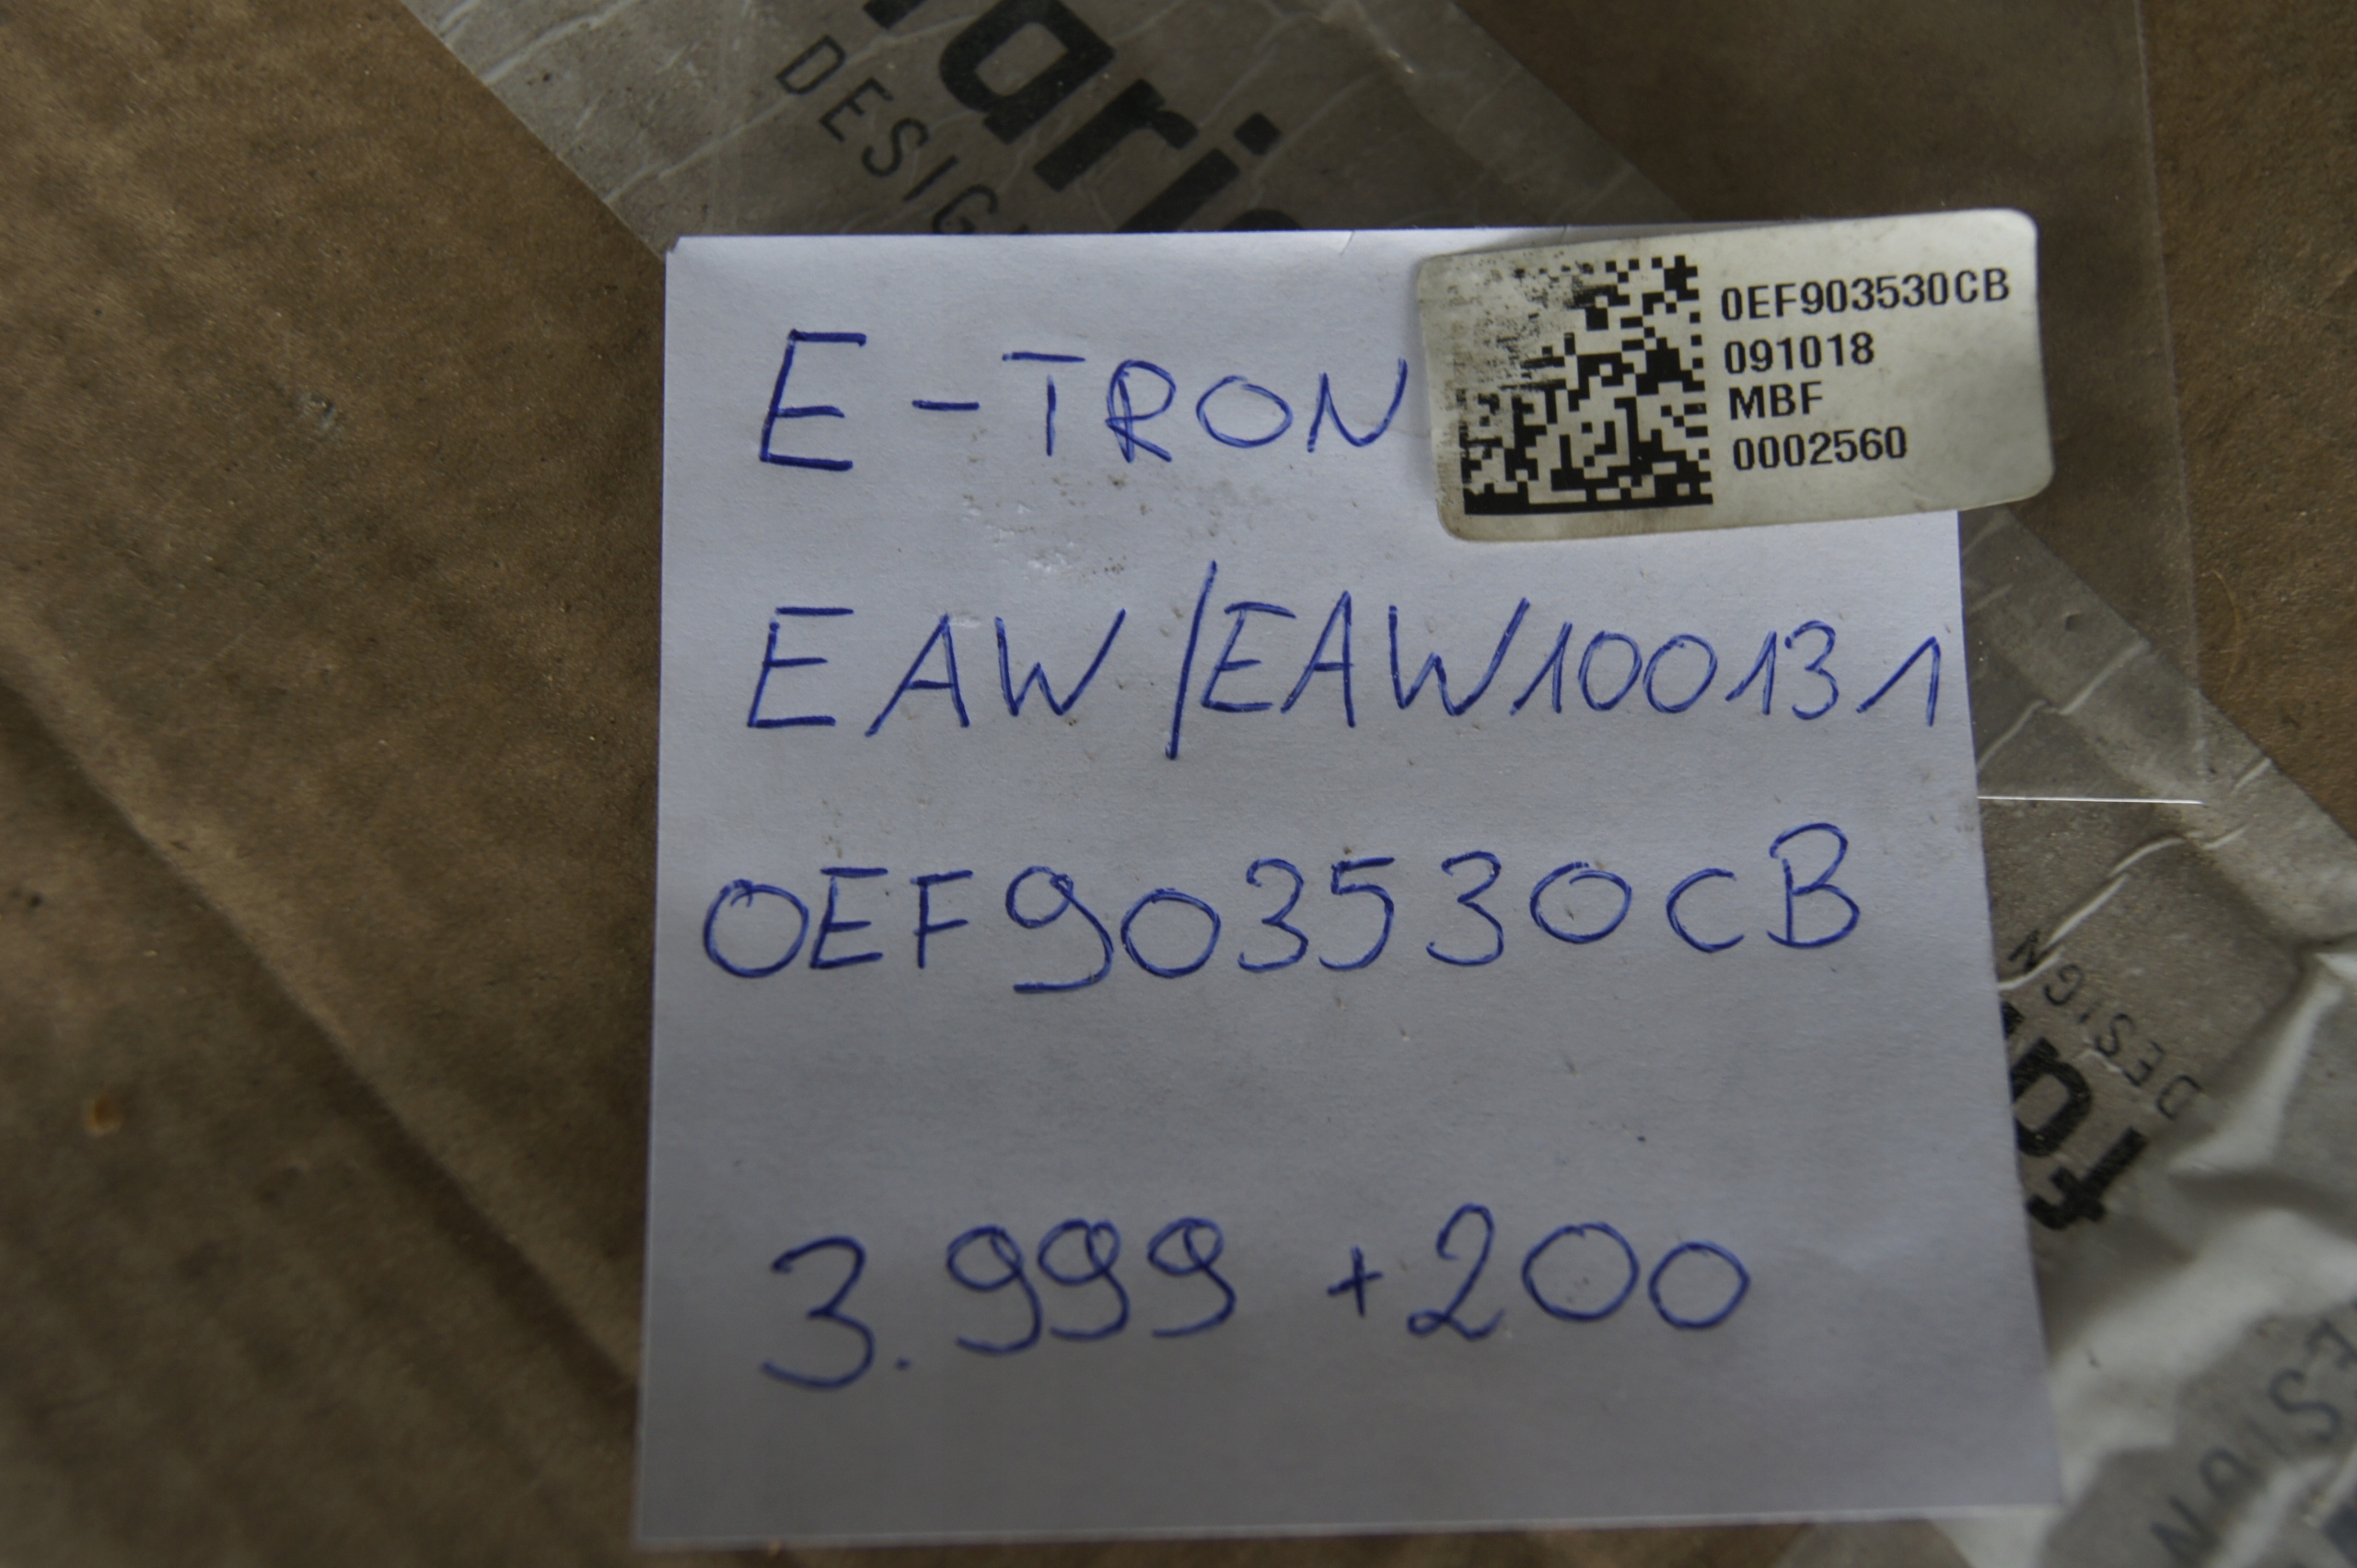 DESIGN
E-TRON
0EF903530CB
091018
MBF
0002560
EAW/EAW100131
0EF903530CB
3.999 +200
DESIGN